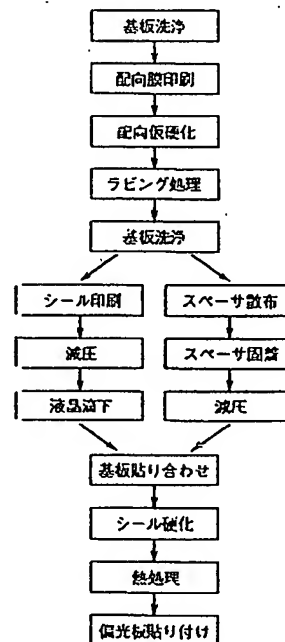 基板洗浄
配向膜印刷
配向仮硬化
ラビング処理
基板洗浄
シール印刷
スペーサ散布
減圧
スペーサ固着
液晶滴下
減圧
基板貼り合わせ
シール硬化
熱処理
偏光板貼り付け